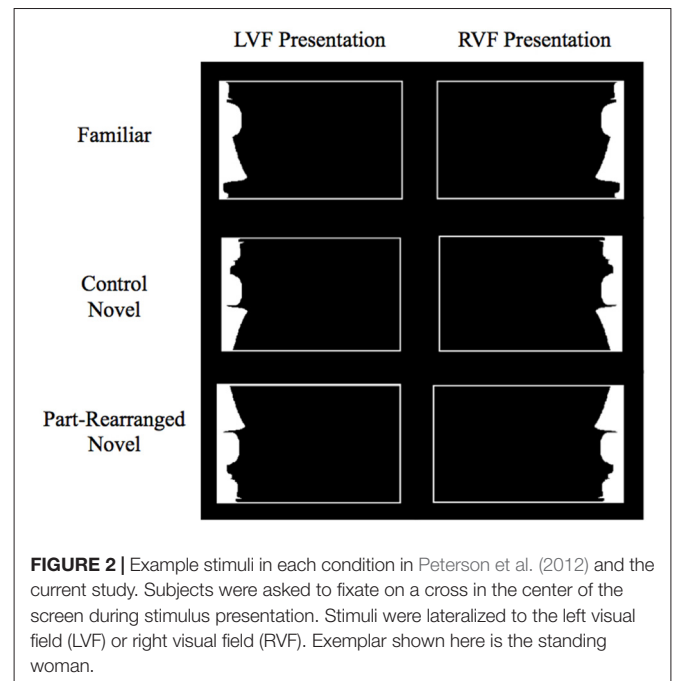 LVF Presentation RVF Presentation
Familiar
Control
Novel
Part-Rearranged
Novel
FIGURE 2 | Example stimuli in each condition in Peterson et al. (2012) and the
current study. Subjects were asked to fixate on a cross in the center of the
screen during stimulus presentation. Stimuli were lateralized to the left visual
field (LVF) or right visual field (RVF). Exemplar shown here is the standing
woman.